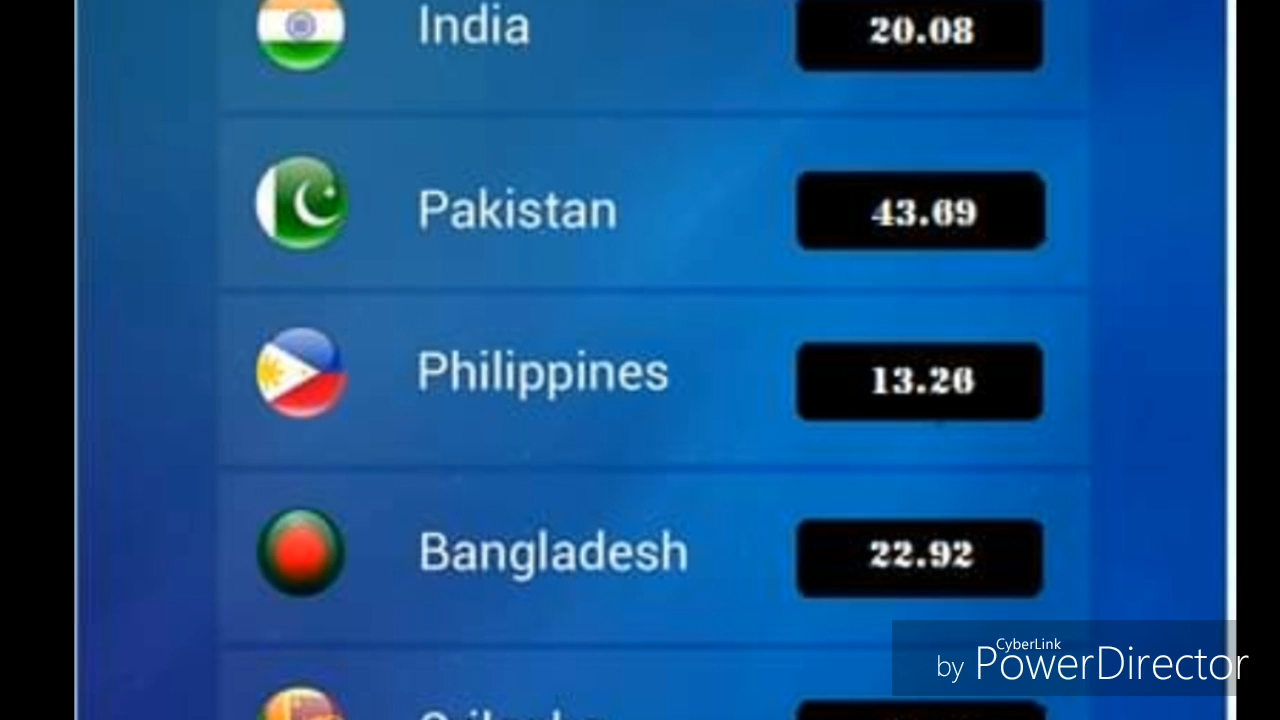 India 20.08
Pakistan 43.69
Philippines 13.26
Bangladesh 22.92
CyberLink
by PowerDirector